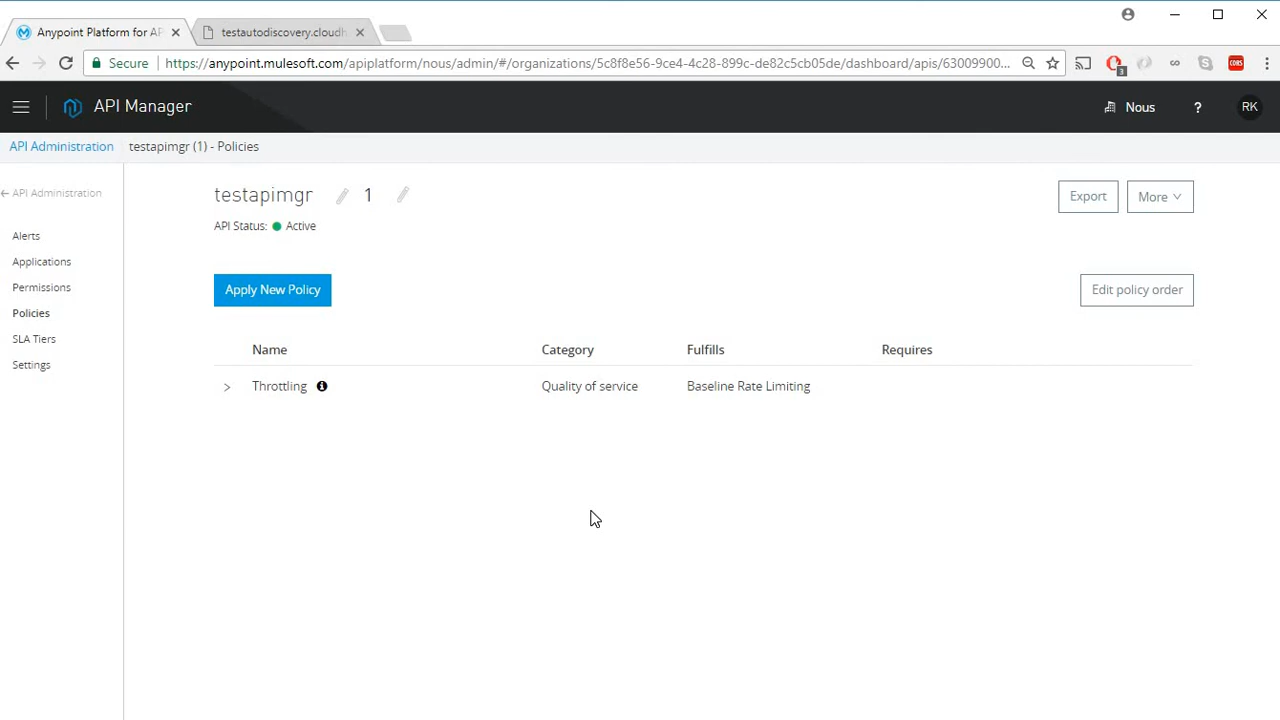 Anypoint Platform for AP
testautodiscovery.cloudh
Secure
https://anypoint.mulesoft.com/apiplatform/nous/admin/#/organizations/5c8f8e56-9ce4-4c28-899c-de82c5cb05de/dashboard/apis/63009900...
3
CORS
API Manager
Nous
?
RK
API Administration
testapimgr (1) - Policies
API Administration
Alerts
Applications
Permissions
Policies
SLA Tiers
Settings
testapimgr
1
Export
More
API Status:
Active
Apply New Policy
Edit policy order
Name
Category
Fulfills
Requires
Throttling
Quality of service
Baseline Rate Limiting